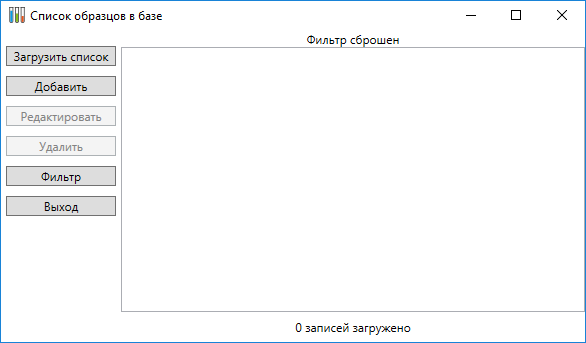 Список образцов в базе
Фильтр сброшен
Загрузить список
Добавить
Редактировать
Удалить
Фильтр
Выход
0 записей загружено